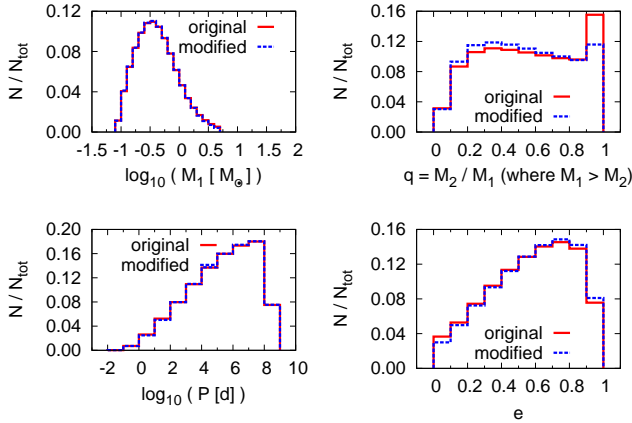 N / N_tot
0.12
0.08
0.04
0.00
original
modified
-1.5 -1 -0.5 0 0.5 1 1.5 2
log₁₀ ( M₁ [ M☉ ] )
N / N_tot
0.16
0.12
0.08
0.04
0.00
original
modified
0 0.2 0.4 0.6 0.8 1
q = M₂ / M₁ (where M₁ > M₂)
N / N_tot
0.20
0.16
0.12
0.08
0.04
0.00
original
modified
-2 0 2 4 6 8 10
log₁₀ ( P [d] )
N / N_tot
0.16
0.12
0.08
0.04
0.00
original
modified
0 0.2 0.4 0.6 0.8 1
e